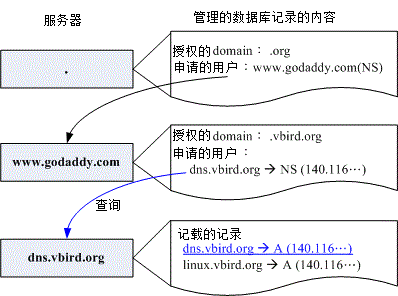 服务器
管理的数据库记录的内容
.
授权的domain：.org
申请的用户：www.godaddy.com(NS)
www.godaddy.com
授权的domain：.vbird.org
申请的用户：
dns.vbird.org → NS (140.116…)
查询
dns.vbird.org
记载的记录
dns.vbird.org → A (140.116…)
linux.vbird.org → A (140.116…)